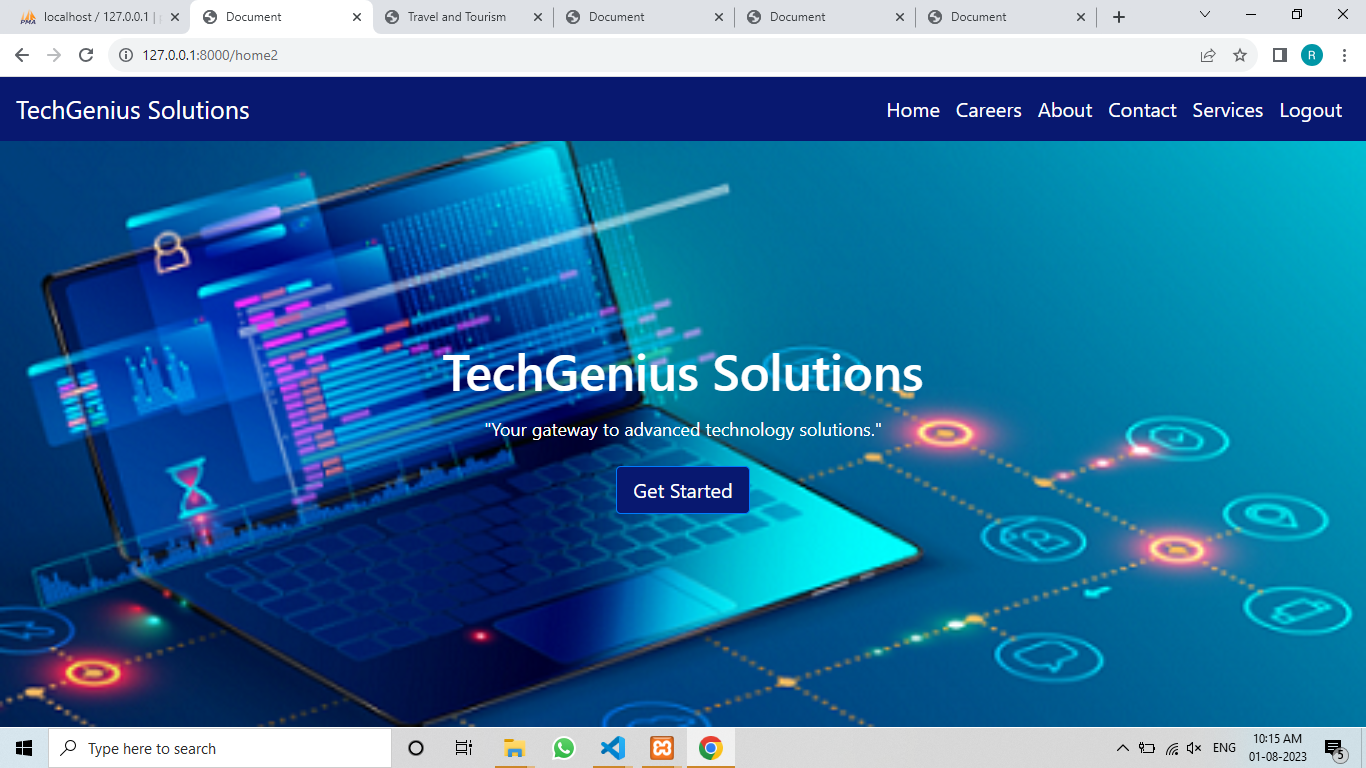 localhost / 127.0.0.1 | p
Document
Travel and Tourism
Document
Document
Document
127.0.0.1:8000/home2
R
TechGenius Solutions
Home Careers About Contact Services Logout
TechGenius Solutions
"Your gateway to advanced technology solutions."
Get Started
Type here to search
ENG
10:15 AM
01-08-2023
5